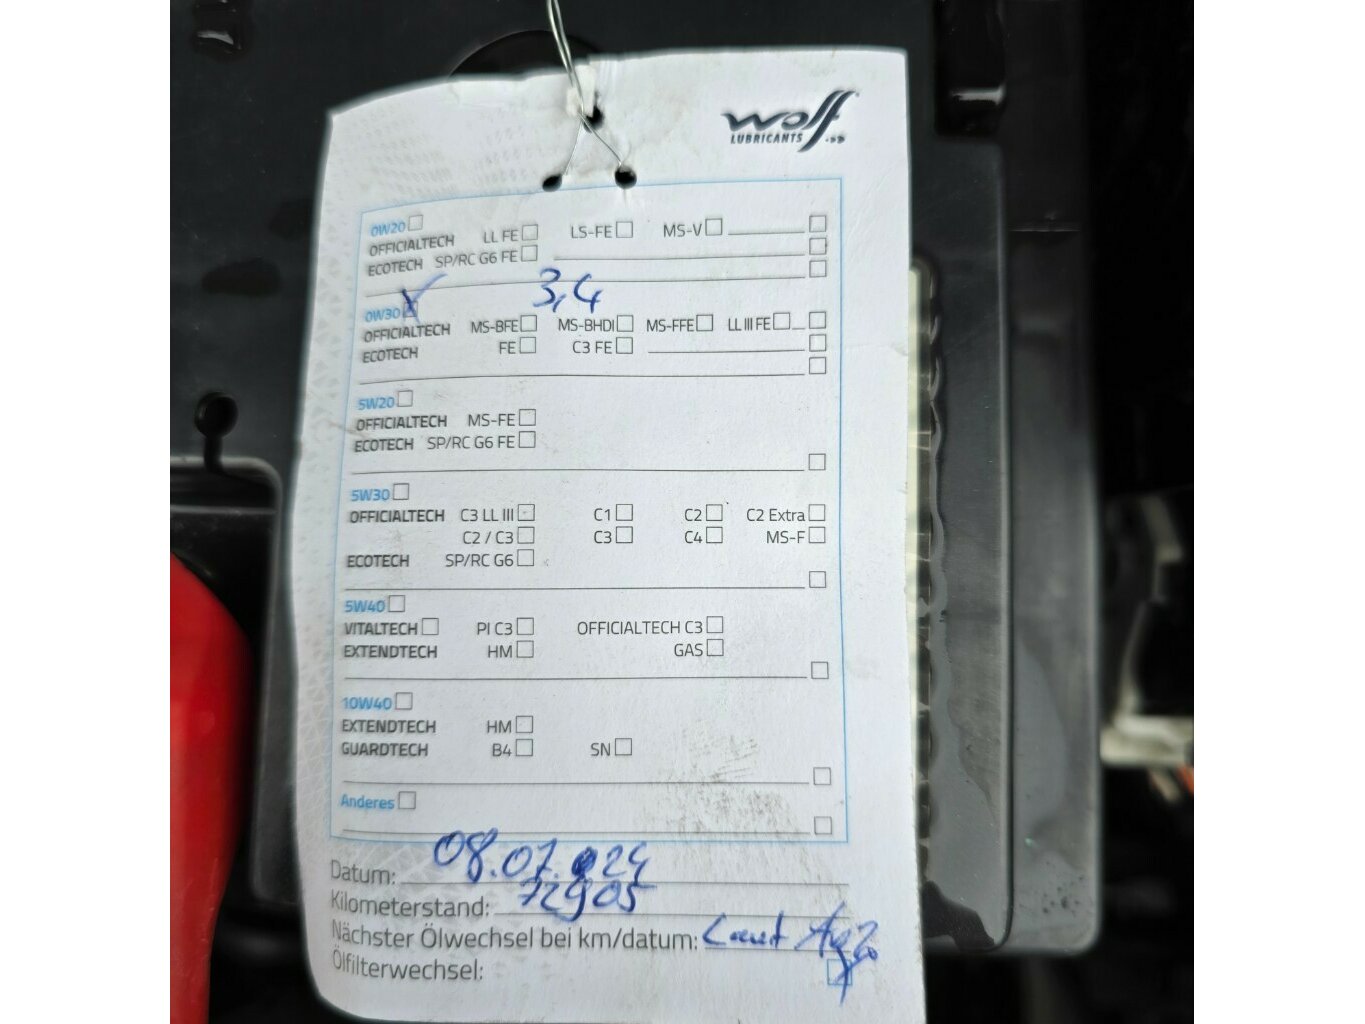 Wolf
LUBRICANTS
0W20
OFFICIALTECH LL FE LS-FE MS-V
ECOTECH SP/RC G6 FE
3,4
0W30
OFFICIALTECH MS-BFE MS-BHDI MS-FFE LL III FE
ECOTECH FE C3 FE
5W20
OFFICIALTECH MS-FE
ECOTECH SP/RC G6 FE
5W30
OFFICIALTECH C3 LL III C1 C2 C2 Extra
C2 / C3 C3 C4 MS-F
ECOTECH SP/RC G6
5W40
VITALTECH PI C3 OFFICIALTECH C3
EXTENDTECH HM GAS
10W40
EXTENDTECH HM
GUARDTECH B4 SN
Anderes
Datum: 08.07.24
Kilometerstand: 72905
Nächster Ölwechsel bei km/datum: Laut
Ölfilterwechsel: